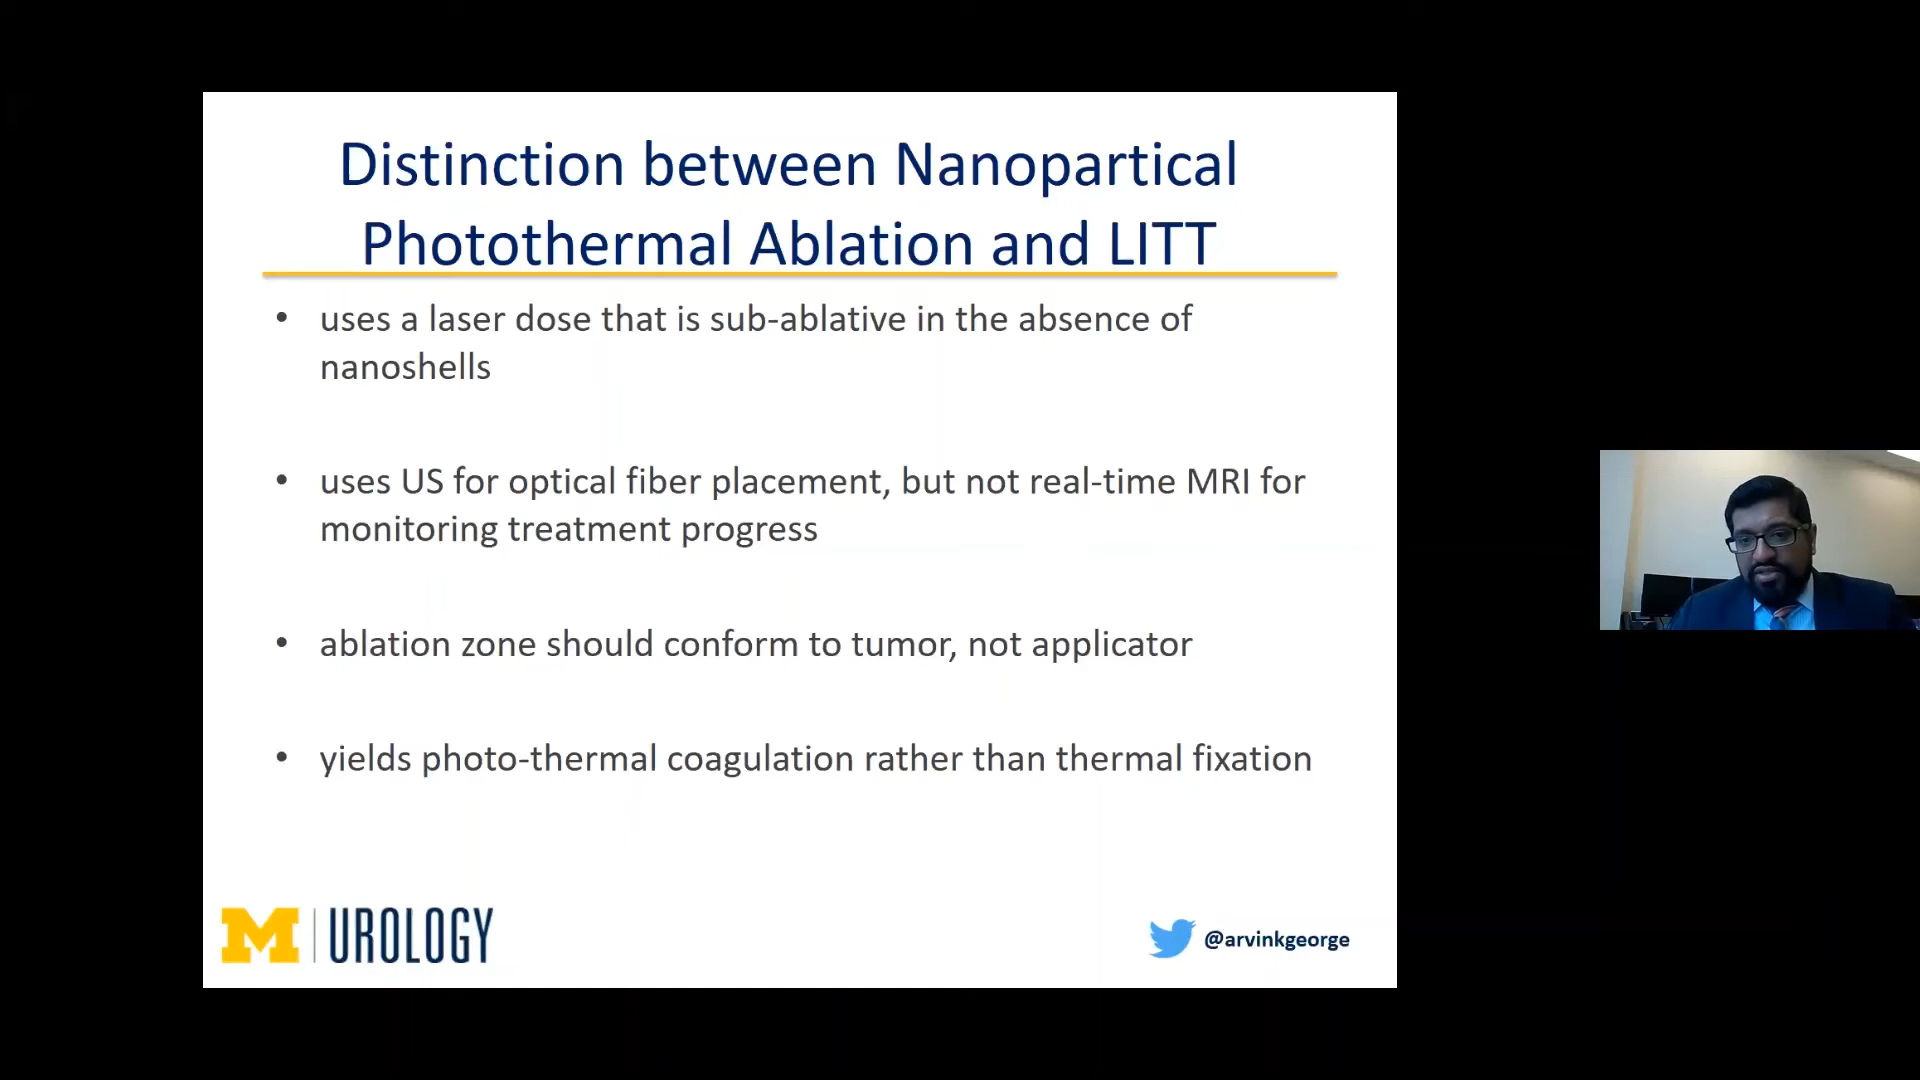 Distinction between Nanopartical
Photothermal Ablation and LITT
• uses a laser dose that is sub-ablative in the absence of
nanoshells
• uses US for optical fiber placement, but not real-time MRI for
monitoring treatment progress
• ablation zone should conform to tumor, not applicator
• yields photo-thermal coagulation rather than thermal fixation
M UROLOGY
@arvinkgeorge